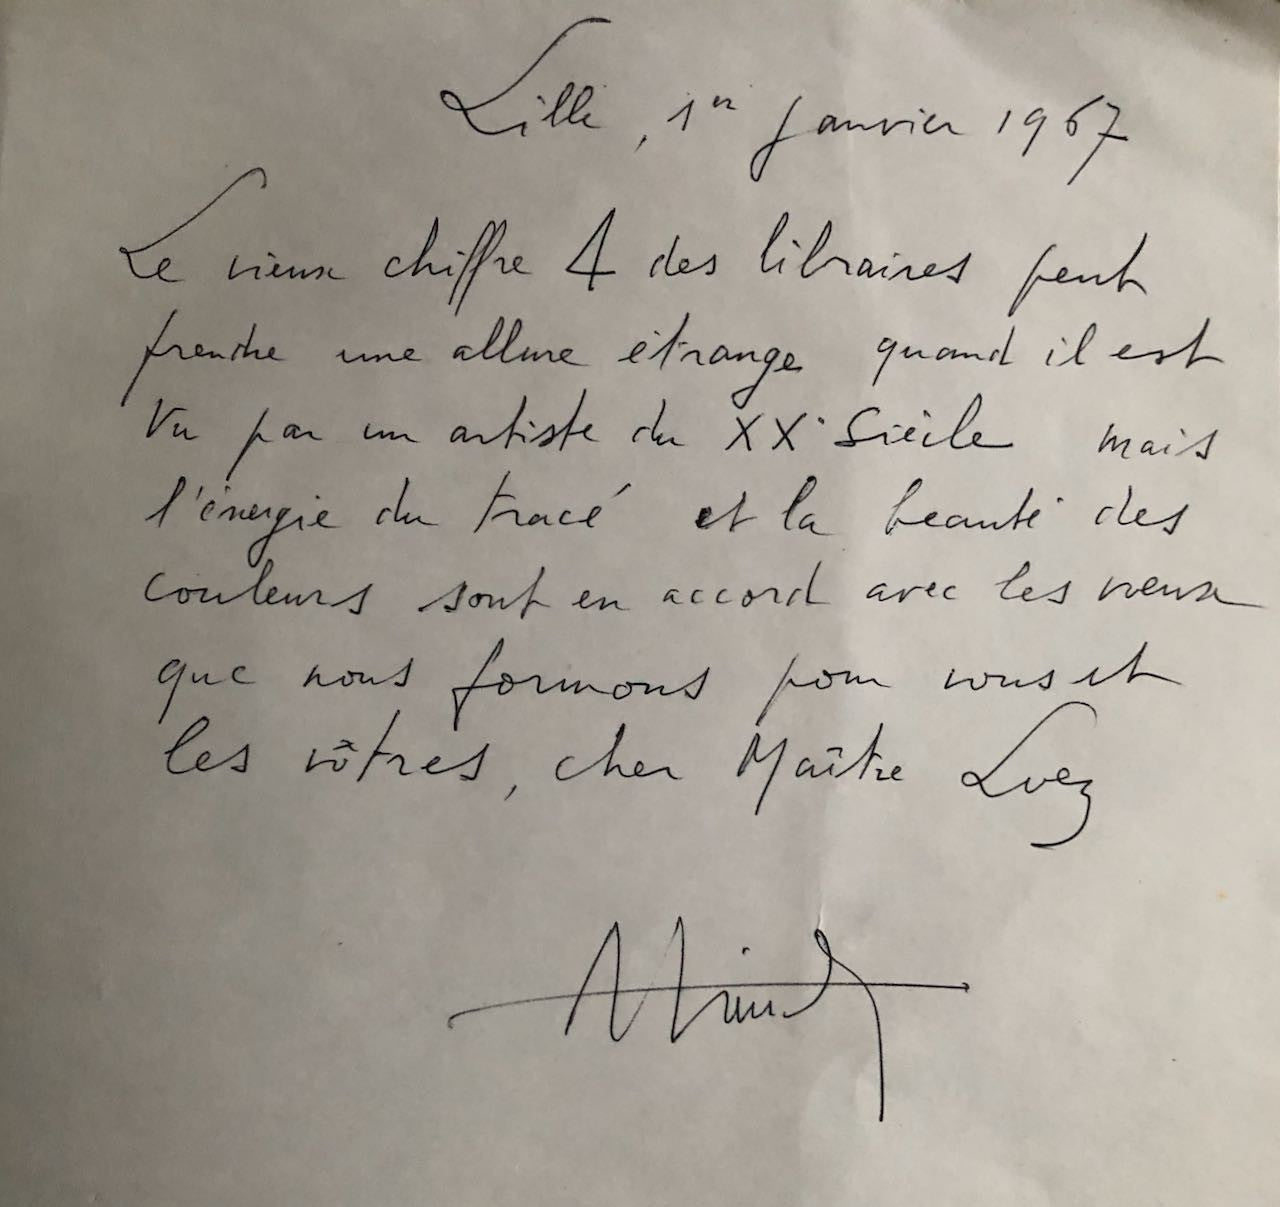 Lille, 1er Janvier 1967
Le vieux chiffre 4 des libraires peut
prendre une allure étrange quand il est
vu par un artiste du XXe Siècle mais
l'énergie du tracé et la beauté des
couleurs sont en accord avec les vœux
que nous formons pour vous et
les vôtres, cher Maître